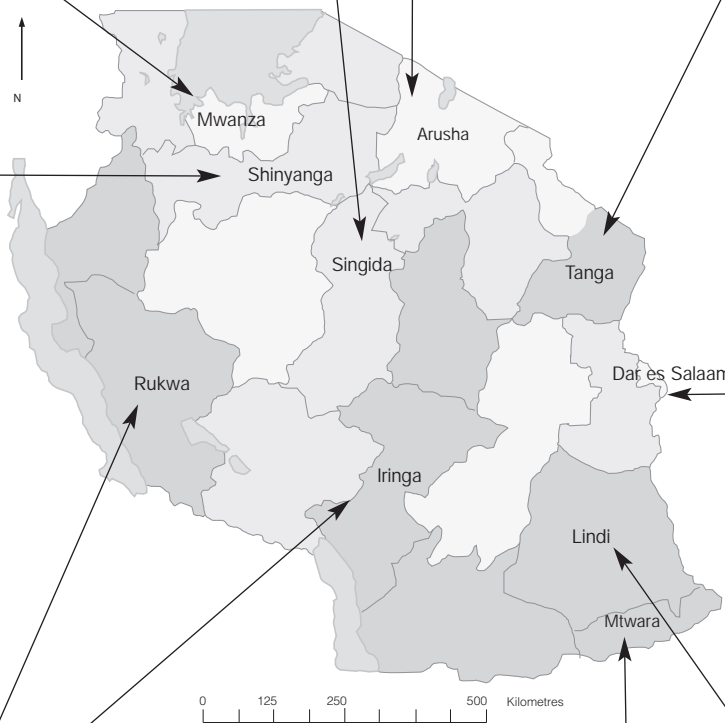 N
Mwanza
Arusha
Shinyanga
Singida
Tanga
Dar es Salaam
Rukwa
Iringa
Lindi
Mtwara
0 125 250 500 Kilometres